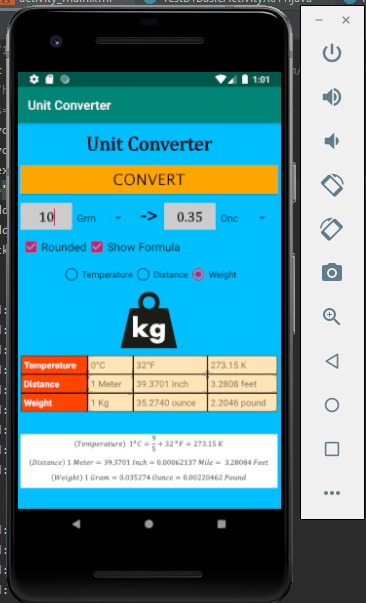 activity_main.xml
1:01
Unit Converter
Unit Converter
CONVERT
10 Grm -> 0.35 Onc
Rounded Show Formula
Temperature Distance Weight
kg
Temperature 0°C 32°F 273.15 K
Distance 1 Meter 39.3701 Inch 3.2808 feet
Weight 1 Kg 35.2740 ounce 2.2046 pound
(Temperature) 1°C = 9/5 + 32 °F = 273.15 K
(Distance) 1 Meter = 39.3701 Inch = 0.00062137 Mile = 3.28084 Feet
(Weight) 1 Gram = 0.035274 Ounce = 0.00220462 Pound